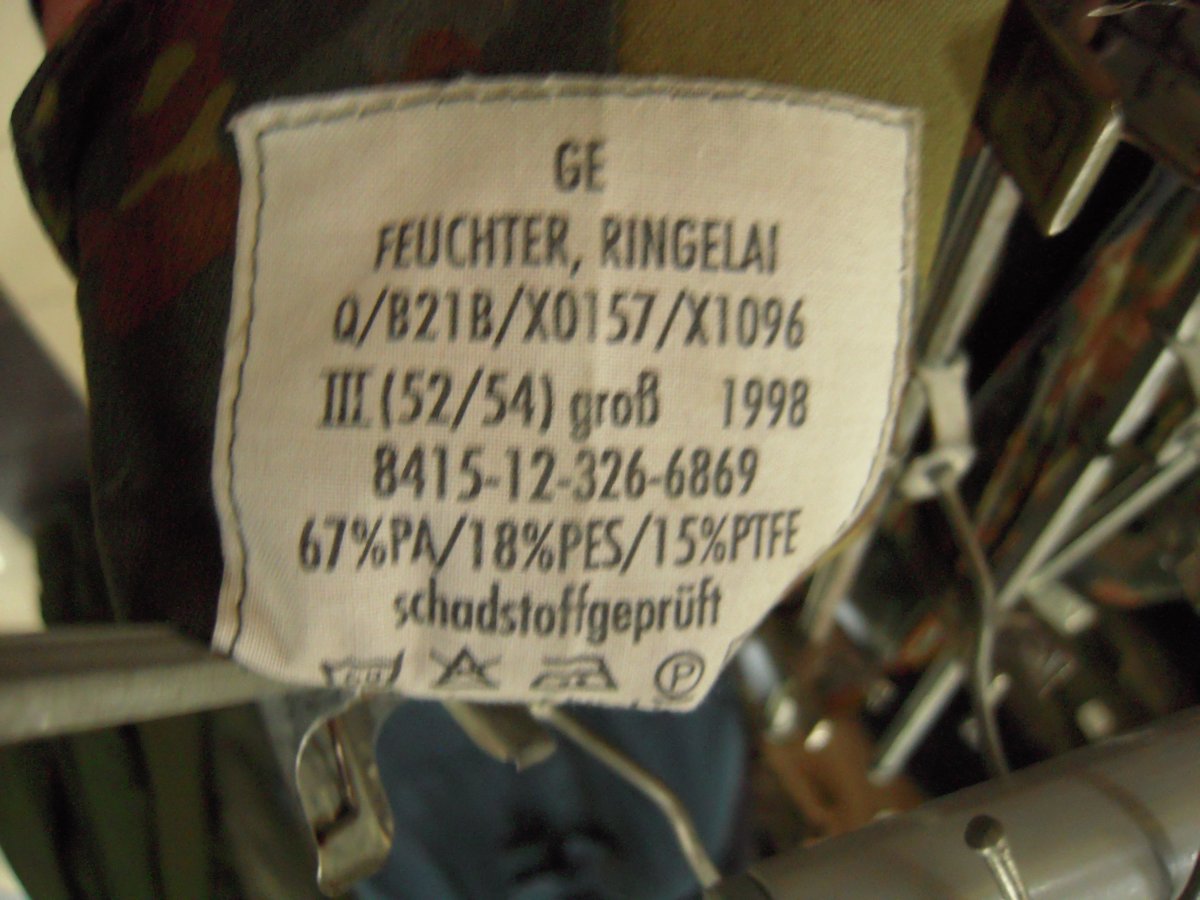 GE
FEUCHTER, RINGELAI
Q/B21B/X0157/X1096
III (52/54) groß 1998
8415-12-326-6869
67%PA/18%PES/15%PTFE
schadstoffgeprüft
P